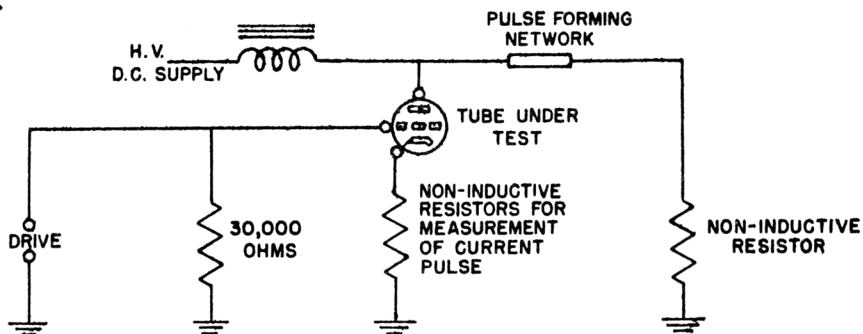 PULSE FORMING
NETWORK
H.V.
D.C. SUPPLY
TUBE UNDER
TEST
DRIVE
30,000
OHMS
NON-INDUCTIVE
RESISTORS FOR
MEASUREMENT
OF CURRENT
PULSE
NON-INDUCTIVE
RESISTOR